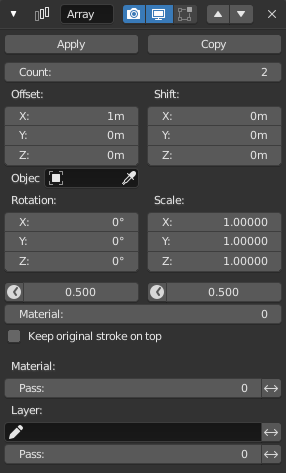 Array
Apply Copy
Count: 2
Offset: Shift:
X: 1m X: 0m
Y: 0m Y: 0m
Z: 0m Z: 0m
Objec
Rotation: Scale:
X: 0° X: 1.00000
Y: 0° Y: 1.00000
Z: 0° Z: 1.00000
0.500 0.500
Material: 0
Keep original stroke on top
Material:
Pass: 0
Layer:
Pass: 0